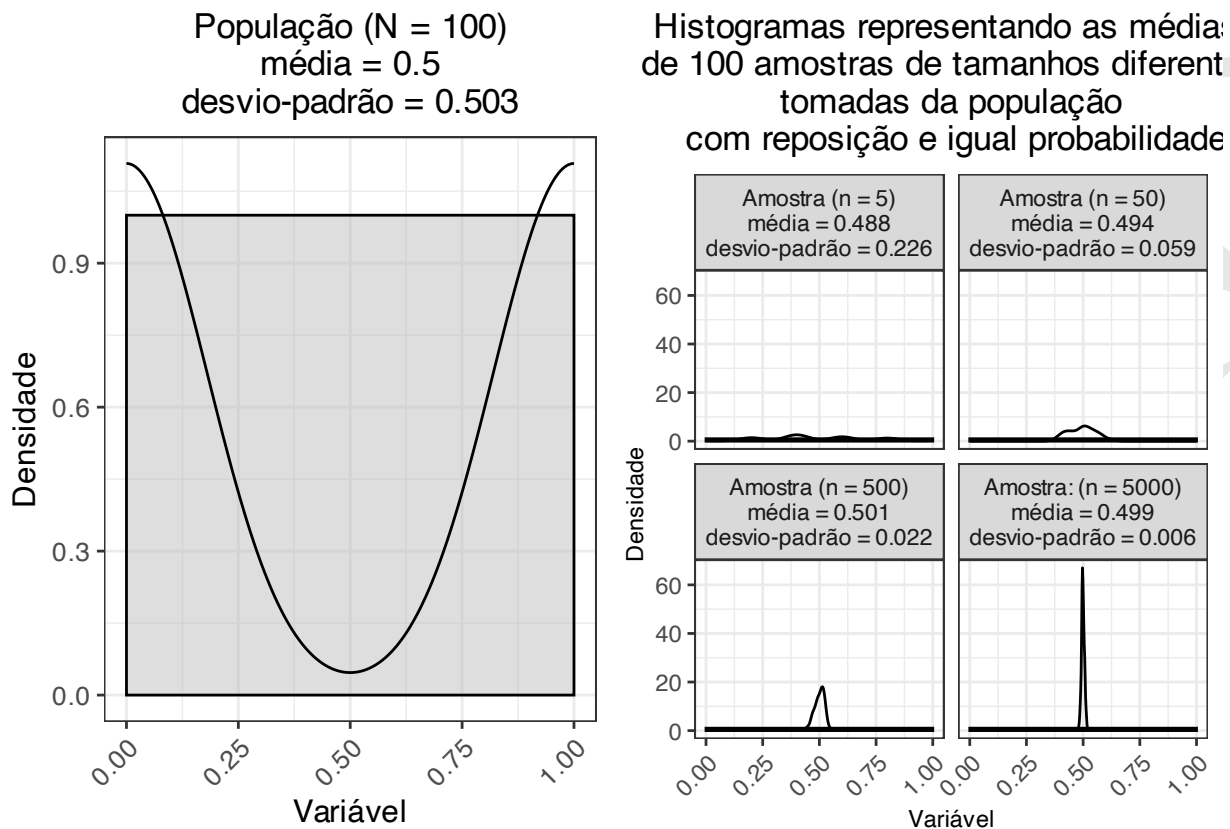 População (N = 100)
média = 0.5
desvio-padrão = 0.503
Densidade
0.9
0.6
0.3
0.0
0.00
0.25
0.50
0.75
1.00
Variável
Histogramas representando as médias
de 100 amostras de tamanhos diferent
tomadas da população
com reposição e igual probabilidade
Amostra (n = 5)
média = 0.488
desvio-padrão = 0.226
Amostra (n = 50)
média = 0.494
desvio-padrão = 0.059
60
40
20
0
Densidade
Amostra (n = 500)
média = 0.501
desvio-padrão = 0.022
Amostra: (n = 5000)
média = 0.499
desvio-padrão = 0.006
60
40
20
0
0.00
0.25
0.50
0.75
1.00
0.00
0.25
0.50
0.75
1.00
Variável